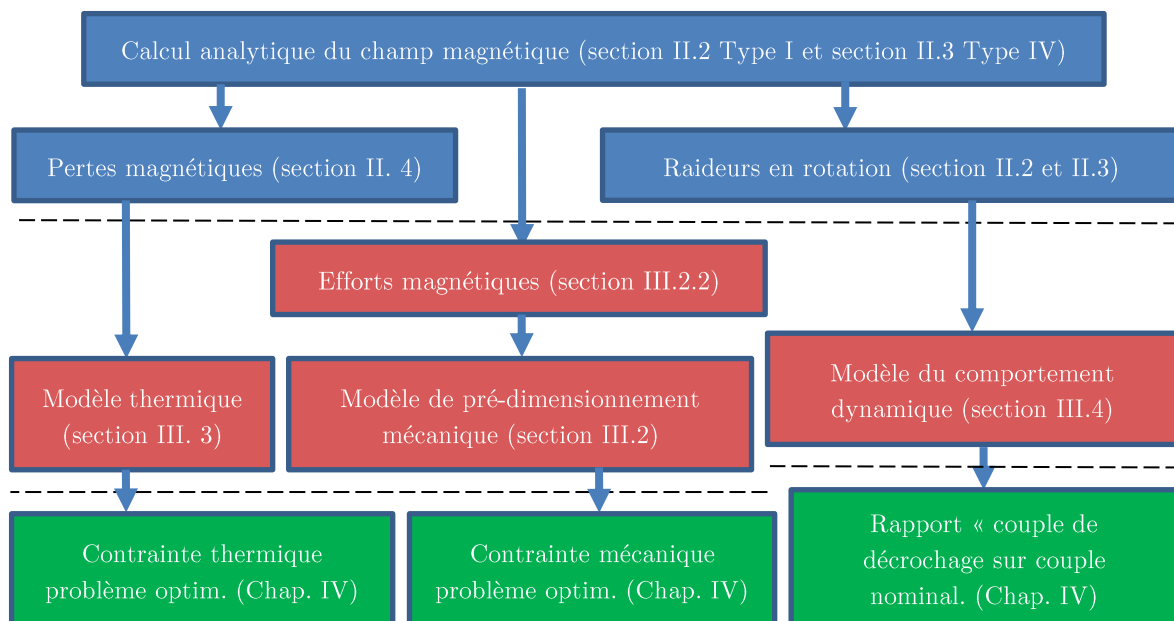 Calcul analytique du champ magnétique (section II.2 Type I et section II.3 Type IV)
Pertes magnétiques (section II. 4)
Raideurs en rotation (section II.2 et II.3)
Efforts magnétiques (section III.2.2)
Modèle thermique
(section III. 3)
Modèle de pré-dimensionnement
mécanique (section III.2)
Modèle du comportement
dynamique (section III.4)
Contrainte thermique
problème optim. (Chap. IV)
Contrainte mécanique
problème optim. (Chap. IV)
Rapport « couple de
décrochage sur couple
nominal. (Chap. IV)